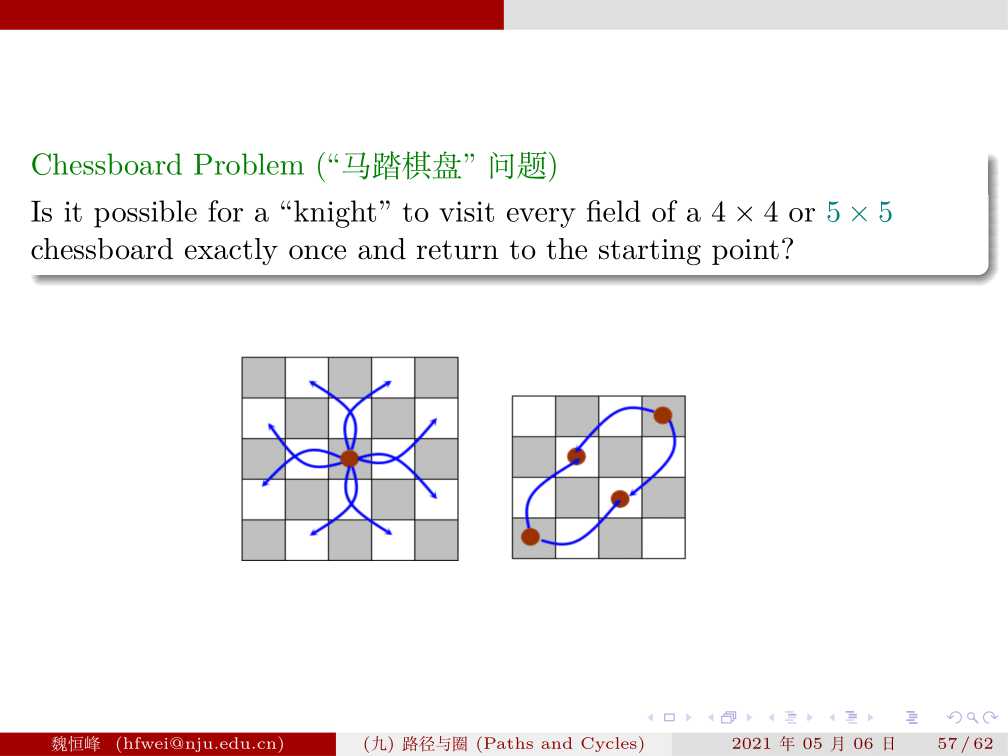 Chessboard Problem (“马踏棋盘” 问题)
Is it possible for a “knight” to visit every field of a 4 × 4 or 5 × 5
chessboard exactly once and return to the starting point?
魏恒峰 (hfwei@nju.edu.cn)
(九) 路径与圈 (Paths and Cycles)
2021 年 05 月 06 日
57 / 62